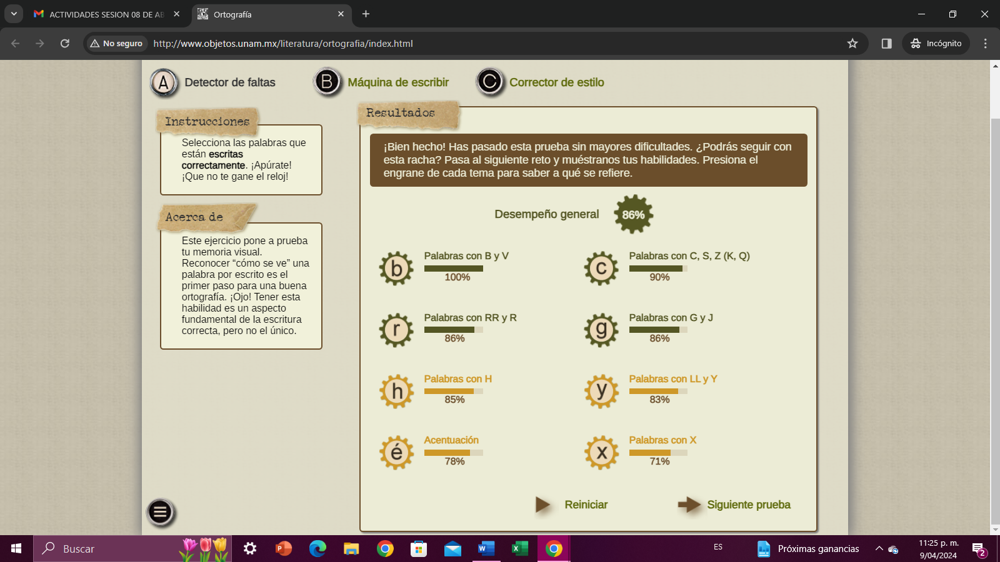 ACTIVIDADES SESION 08 DE AB
Ortografía
No seguro
http://www.objetos.unam.mx/literatura/ortografia/index.html
Incógnito
A Detector de faltas
B Máquina de escribir
C Corrector de estilo
Instrucciones
Selecciona las palabras que
están escritas
correctamente. ¡Apúrate!
¡Que no te gane el reloj!
Acerca de
Este ejercicio pone a prueba
tu memoria visual.
Reconocer “cómo se ve” una
palabra por escrito es el
primer paso para una buena
ortografía. ¡Ojo! Tener esta
habilidad es un aspecto
fundamental de la escritura
correcta, pero no el único.
Resultados
¡Bien hecho! Has pasado esta prueba sin mayores dificultades. ¿Podrás seguir con
esta racha? Pasa al siguiente reto y muéstranos tus habilidades. Presiona el
engrane de cada tema para saber a qué se refiere.
Desempeño general 86%
b Palabras con B y V
100%
c Palabras con C, S, Z (K, Q)
90%
r Palabras con RR y R
86%
g Palabras con G y J
86%
h Palabras con H
85%
y Palabras con LL y Y
83%
é Acentuación
78%
x Palabras con X
71%
Reiniciar
Siguiente prueba
Buscar
ES
Próximas ganancias
11:25 p. m.
9/04/2024
2